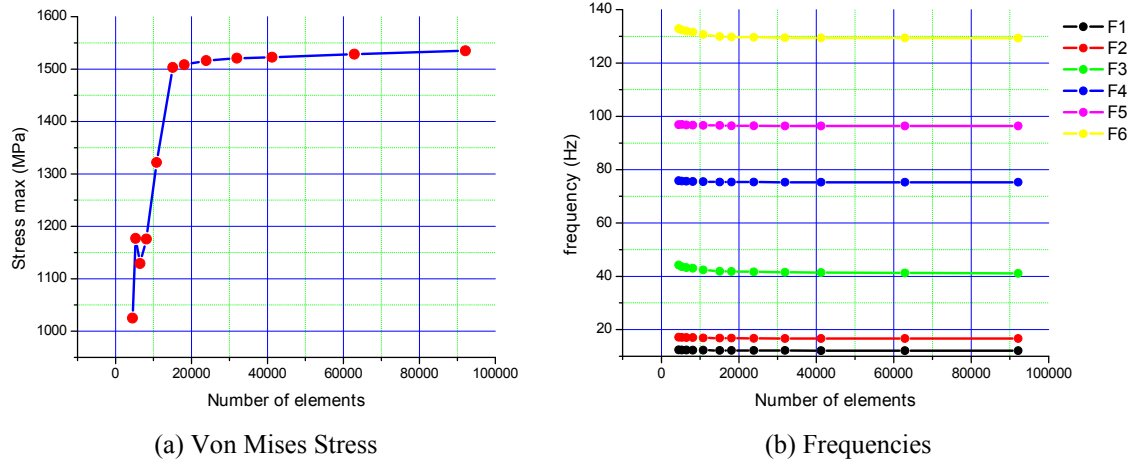 1600
1500
1400
1300
1200
1100
1000
Stress max (MPa)
0 20000 40000 60000 80000 100000
Number of elements
(a) Von Mises Stress
140
120
100
80
60
40
20
frequency (Hz)
0 20000 40000 60000 80000 100000
Number of elements
F1
F2
F3
F4
F5
F6
(b) Frequencies